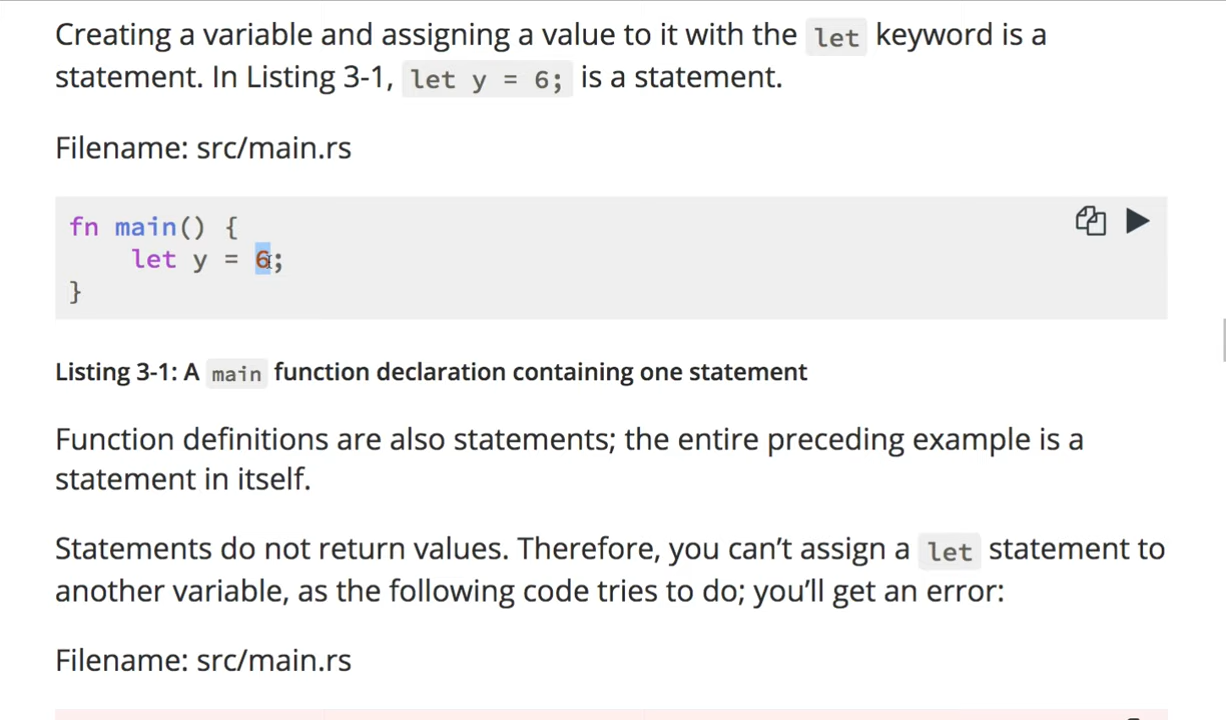 Creating a variable and assigning a value to it with the let keyword is a
statement. In Listing 3-1, let y = 6; is a statement.
Filename: src/main.rs
fn main() {
    let y = 6;
}
Listing 3-1: A main function declaration containing one statement
Function definitions are also statements; the entire preceding example is a
statement in itself.
Statements do not return values. Therefore, you can’t assign a let statement to
another variable, as the following code tries to do; you’ll get an error:
Filename: src/main.rs